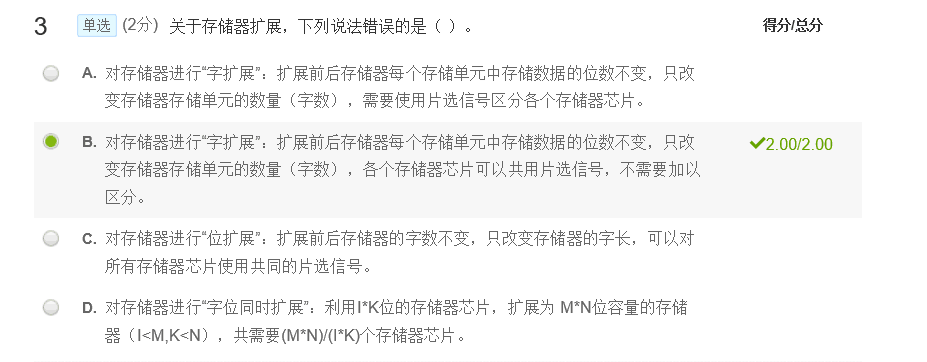 3 单选 (2分) 关于存储器扩展，下列说法错误的是（ ）。 得分/总分
A. 对存储器进行“字扩展”：扩展前后存储器每个存储单元中存储数据的位数不变，只改
变存储器存储单元的数量（字数），需要使用片选信号区分各个存储器芯片。
B. 对存储器进行“字扩展”：扩展前后存储器每个存储单元中存储数据的位数不变，只改
2.00/2.00
变存储器存储单元的数量（字数），各个存储器芯片可以共用片选信号，不需要加以
区分。
C. 对存储器进行“位扩展”：扩展前后存储器的字数不变，只改变存储器的字长，可以对
所有存储器芯片使用共同的片选信号。
D. 对存储器进行“字位同时扩展”：利用I*K位的存储器芯片，扩展为 M*N位容量的存储
器（I<M,K<N），共需要(M*N)/(I*K)个存储器芯片。